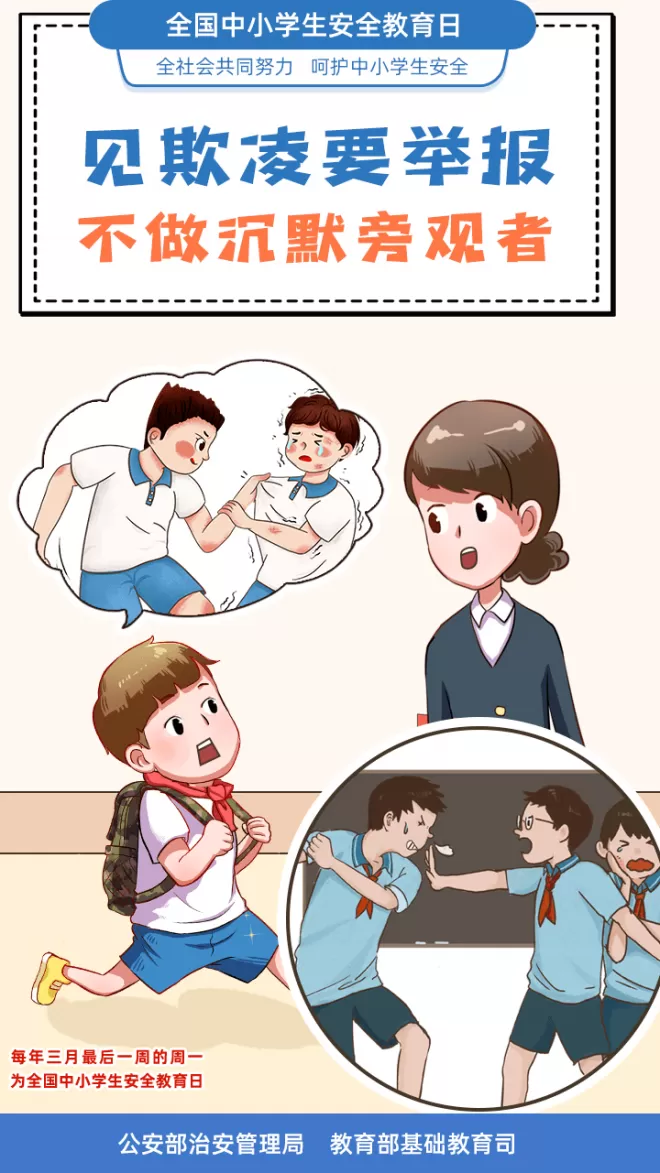 全国中小学生安全教育日
全社会共同努力 呵护中小学生安全
见欺凌要举报
不做沉默旁观者
每年三月最后一周的周一
为全国中小学生安全教育日
公安部治安管理局 教育部基础教育司